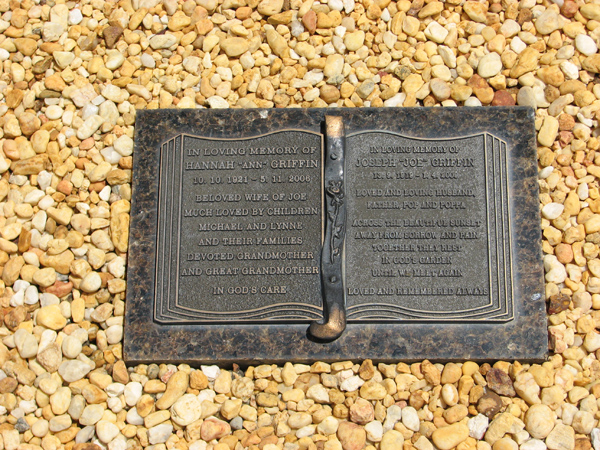 IN LOVING MEMORY OF
HANNAH "ANN" GRIFFIN
10. 10. 1921 - 5. 11. 2006
BELOVED WIFE OF JOE
MUCH LOVED BY CHILDREN
MICHAEL AND LYNNE
AND THEIR FAMILIES
DEVOTED GRANDMOTHER
AND GREAT GRANDMOTHER
IN GOD'S CARE
IN LOVING MEMORY OF
JOSEPH "JOE" GRIFFIN
LOVED AND LOVING HUSBAND,
FATHER, POP AND POPPA
ACROSS THE BEAUTIFUL SUNSET
AWAY FROM SORROW AND PAIN
TOGETHER THEY REST
IN GOD'S GARDEN
UNTIL WE MEET AGAIN
LOVED AND REMEMBERED ALWAYS